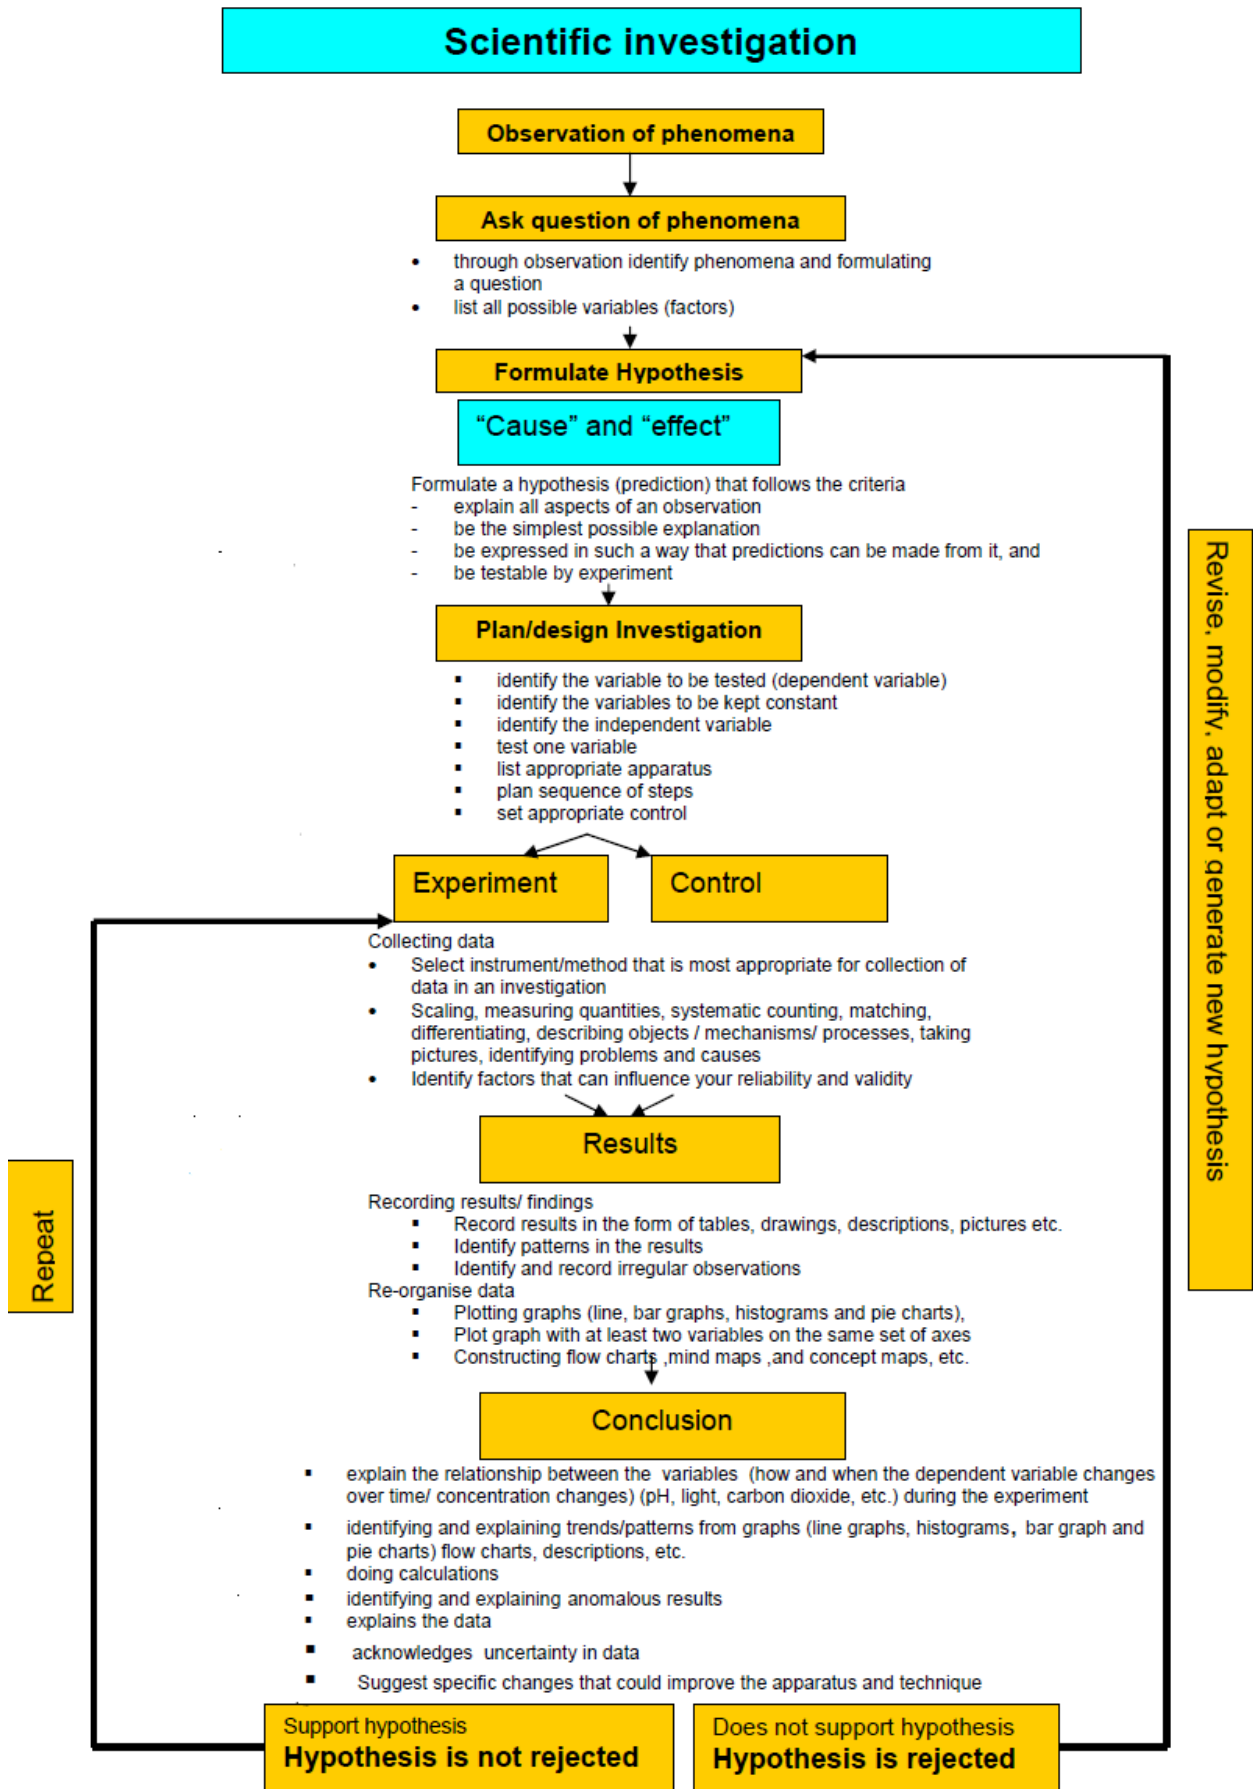 Scientific investigation
Observation of phenomena
Ask question of phenomena
• through observation identify phenomena and formulating
a question
• list all possible variables (factors)
Formulate Hypothesis
“Cause” and “effect”
Formulate a hypothesis (prediction) that follows the criteria
- explain all aspects of an observation
- be the simplest possible explanation
- be expressed in such a way that predictions can be made from it, and
- be testable by experiment
Plan/design Investigation
▪ identify the variable to be tested (dependent variable)
▪ identify the variables to be kept constant
▪ identify the independent variable
▪ test one variable
▪ list appropriate apparatus
▪ plan sequence of steps
▪ set appropriate control
Experiment
Control
Collecting data
• Select instrument/method that is most appropriate for collection of
data in an investigation
• Scaling, measuring quantities, systematic counting, matching,
differentiating, describing objects / mechanisms/ processes, taking
pictures, identifying problems and causes
• Identify factors that can influence your reliability and validity
Results
Recording results/ findings
▪ Record results in the form of tables, drawings, descriptions, pictures etc.
▪ Identify patterns in the results
▪ Identify and record irregular observations
Re-organise data
▪ Plotting graphs (line, bar graphs, histograms and pie charts),
▪ Plot graph with at least two variables on the same set of axes
▪ Constructing flow charts ,mind maps ,and concept maps, etc.
Conclusion
▪ explain the relationship between the variables (how and when the dependent variable changes
over time/ concentration changes) (pH, light, carbon dioxide, etc.) during the experiment
▪ identifying and explaining trends/patterns from graphs (line graphs, histograms, bar graph and
pie charts) flow charts, descriptions, etc.
▪ doing calculations
▪ identifying and explaining anomalous results
▪ explains the data
▪ acknowledges uncertainty in data
▪ Suggest specific changes that could improve the apparatus and technique
Support hypothesis
Hypothesis is not rejected
Does not support hypothesis
Hypothesis is rejected
Repeat
Revise, modify, adapt or generate new hypothesis